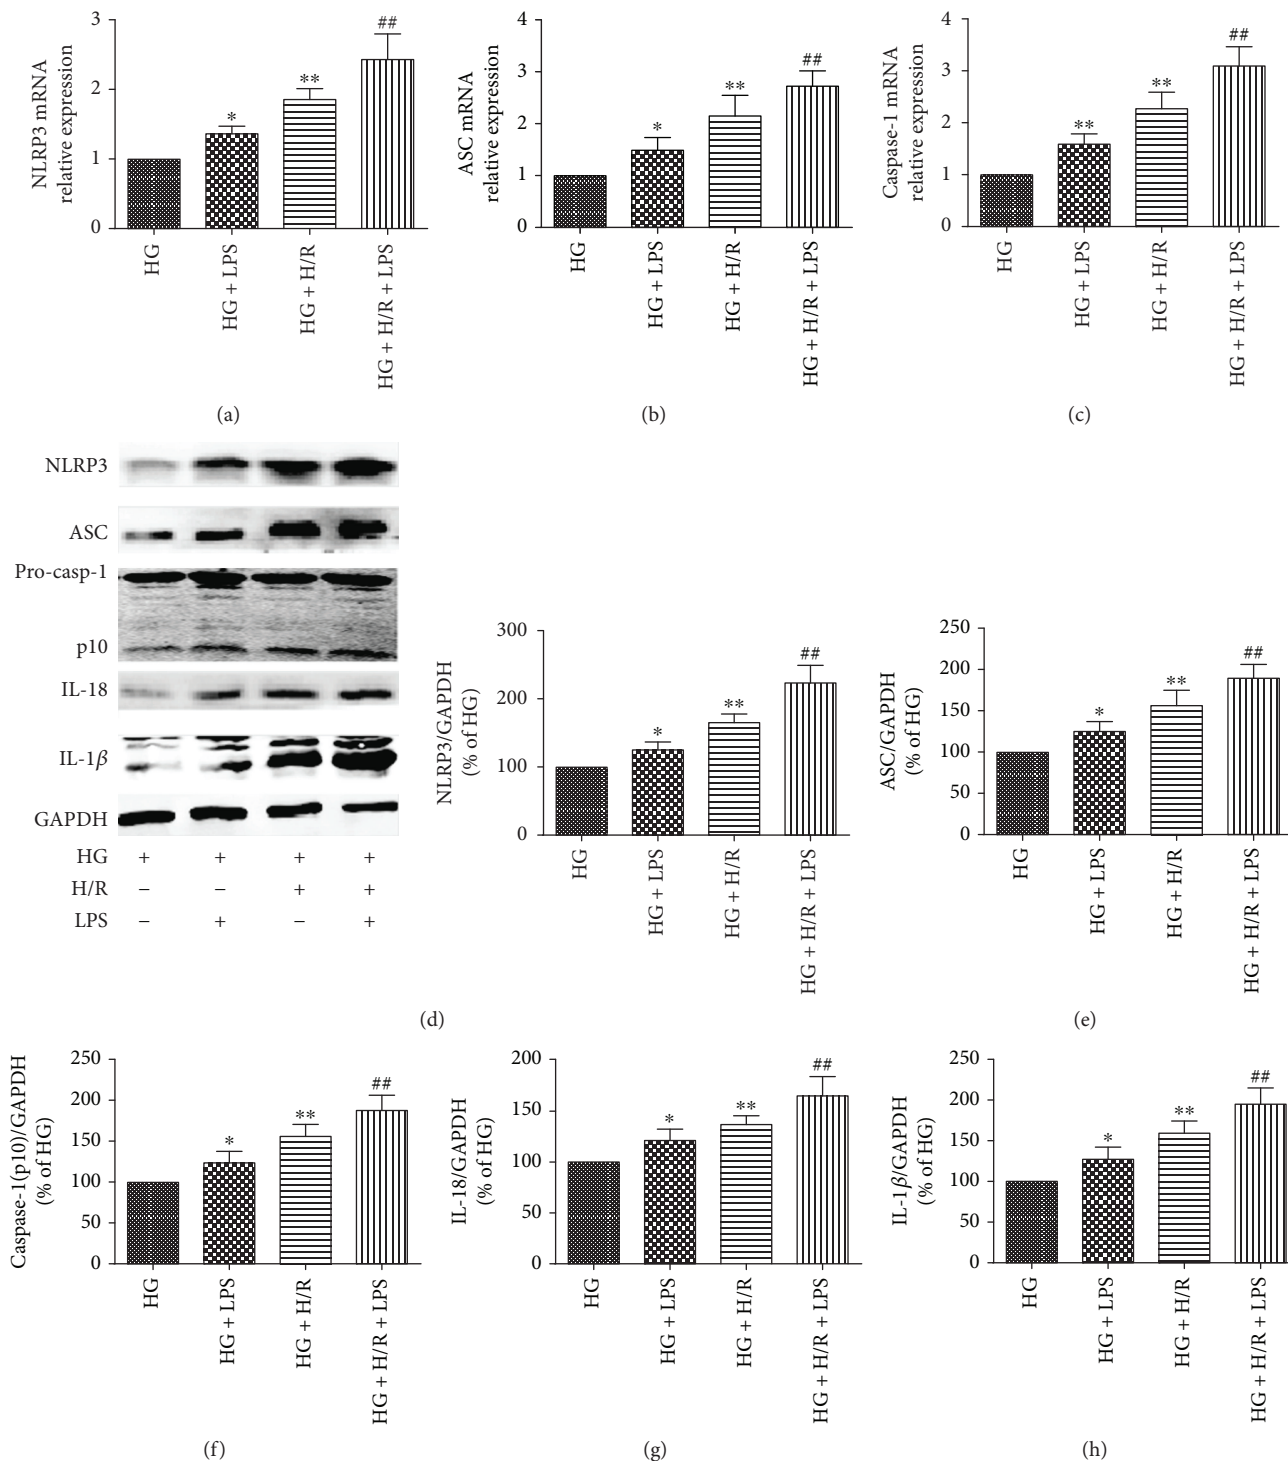 NLRP3 mRNA
relative expression
3
2
1
0
*
**
##
HG
HG + LPS
HG + H/R
HG + H/R + LPS
(a)
ASC mRNA
relative expression
4
3
2
1
0
*
**
##
HG
HG + LPS
HG + H/R
HG + H/R + LPS
(b)
Caspase-1 mRNA
relative expression
4
3
2
1
0
**
**
##
HG
HG + LPS
HG + H/R
HG + H/R + LPS
(c)
NLRP3
ASC
Pro-casp-1
p10
IL-18
IL-1β
GAPDH
HG + + + +
H/R − − + +
LPS − + − +
NLRP3/GAPDH
(% of HG)
300
200
100
0
*
**
##
HG
HG + LPS
HG + H/R
HG + H/R + LPS
(d)
ASC/GAPDH
(% of HG)
250
200
150
100
50
0
*
**
##
HG
HG + LPS
HG + H/R
HG + H/R + LPS
(e)
Caspase-1(p10)/GAPDH
(% of HG)
250
200
150
100
50
0
*
**
##
HG
HG + LPS
HG + H/R
HG + H/R + LPS
(f)
IL-18/GAPDH
(% of HG)
200
150
100
50
0
*
**
##
HG
HG + LPS
HG + H/R
HG + H/R + LPS
(g)
IL-1β/GAPDH
(% of HG)
250
200
150
100
50
0
*
**
##
HG
HG + LPS
HG + H/R
HG + H/R + LPS
(h)